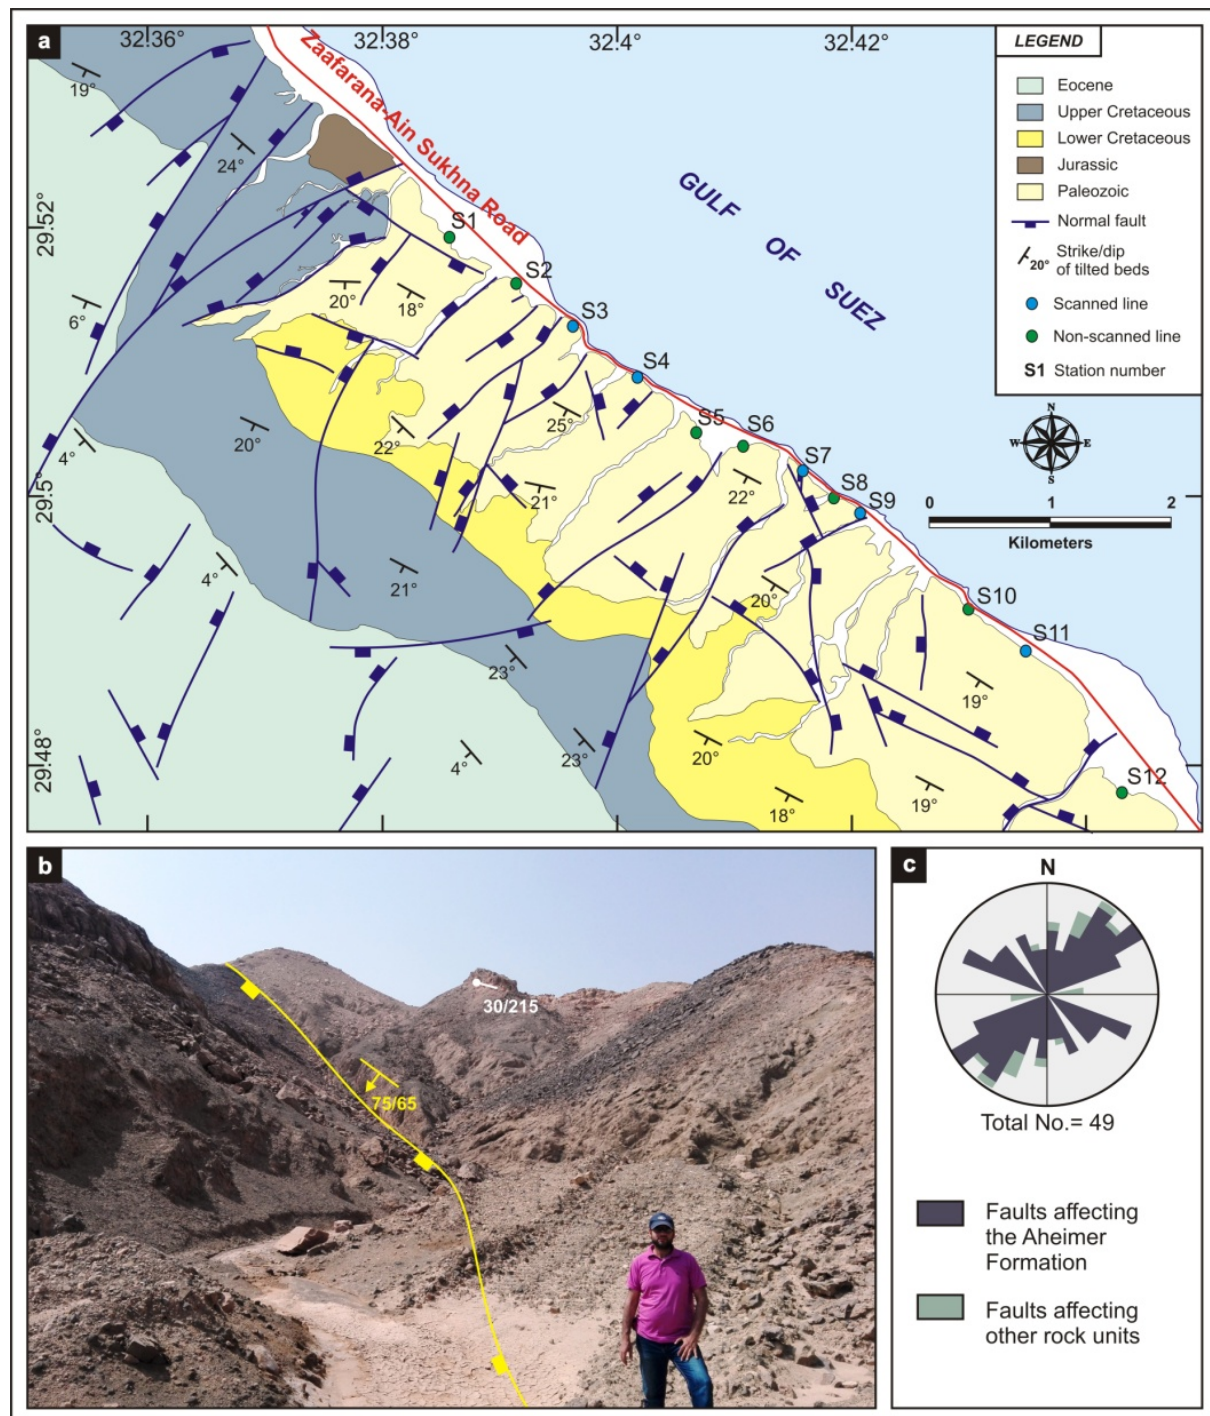 a
32:36°
32:38°
32:4°
32:42°
29.52°
29.5°
29.48°
Zaafarana-Ain Sukhna Road
GULF
OF
SUEZ
19°
24°
6°
4°
20°
18°
20°
22°
25°
21°
22°
4°
21°
20°
23°
23°
4°
20°
19°
18°
19°
S1
S2
S3
S4
S5
S6
S7
S8
S9
S10
S11
S12
LEGEND
Eocene
Upper Cretaceous
Lower Cretaceous
Jurassic
Paleozoic
Normal fault
20°
Strike/dip
of tilted beds
Scanned line
Non-scanned line
S1 Station number
N
W E
S
0 1 2
Kilometers
b
30/215
75/65
c
N
Total No.= 49
Faults affecting
the Aheimer
Formation
Faults affecting
other rock units